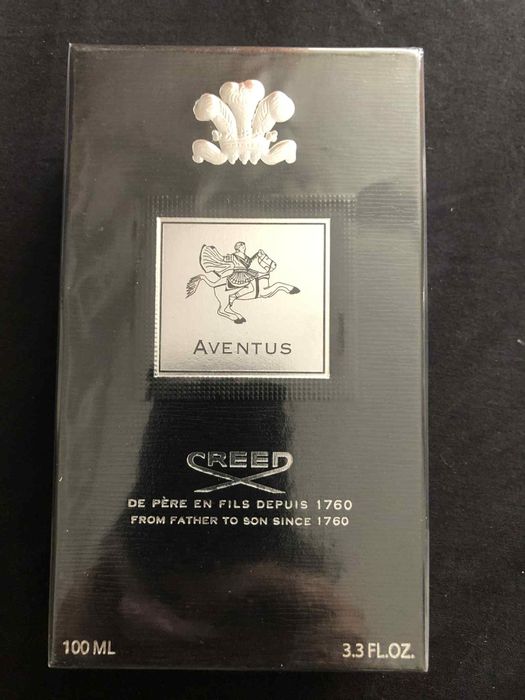 AVENTUS
CREED
DE PÈRE EN FILS DEPUIS 1760
FROM FATHER TO SON SINCE 1760
100 ML
3.3 FL.OZ.